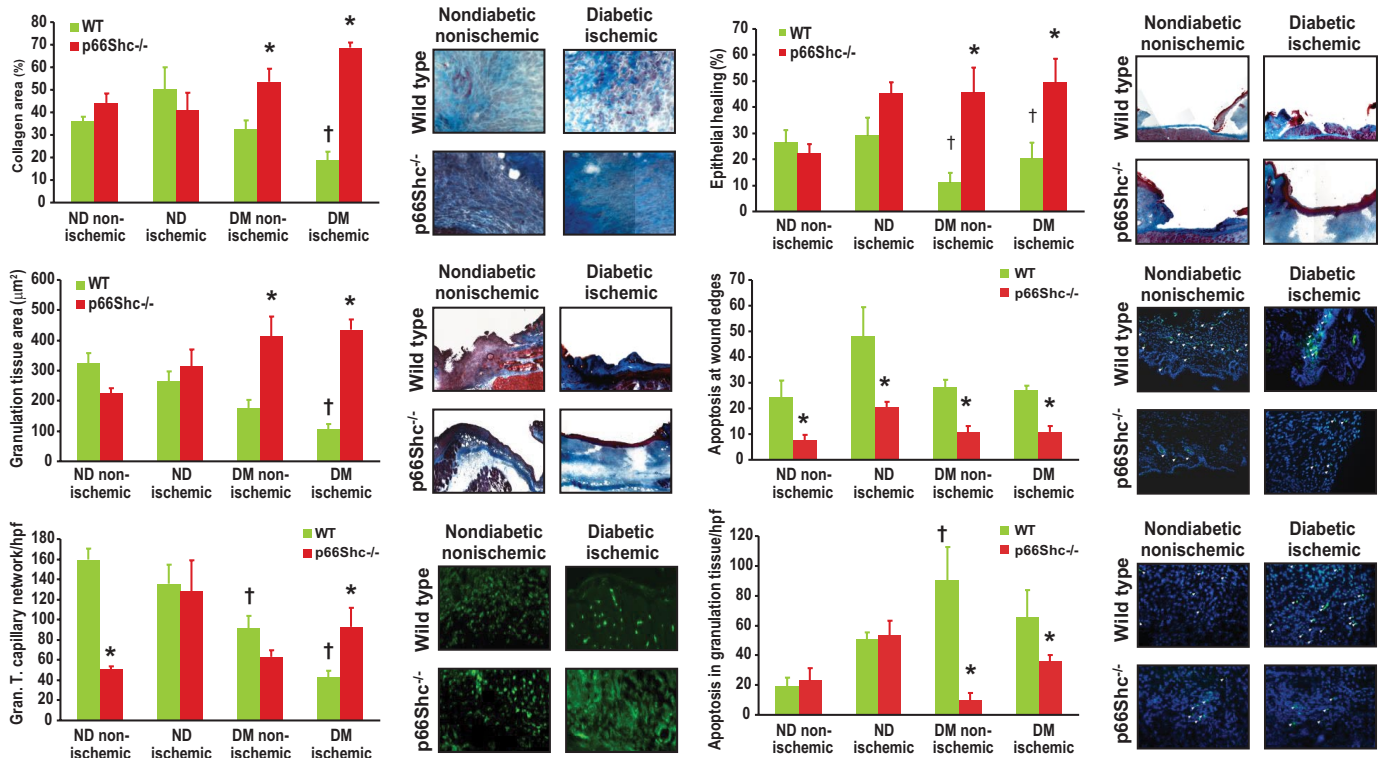 80
70
60
50
40
30
20
10
0
Collagen area (%)
WT
p66Shc-/-
*
*
†
ND non-
ischemic
ND
ischemic
DM non-
ischemic
DM
ischemic
Nondiabetic
nonischemic
Diabetic
ischemic
Wild type
p66Shc-/-
70
60
50
40
30
20
10
0
Epithelial healing (%)
WT
p66Shc-/-
*
*
†
†
ND non-
ischemic
ND
ischemic
DM non-
ischemic
DM
ischemic
Nondiabetic
nonischemic
Diabetic
ischemic
Wild type
p66Shc-/-
600
500
400
300
200
100
0
Granulation tissue area (μm²)
WT
p66Shc-/-
*
*
†
ND non-
ischemic
ND
ischemic
DM non-
ischemic
DM
ischemic
Nondiabetic
nonischemic
Diabetic
ischemic
Wild type
p66Shc-/-
70
60
50
40
30
20
10
0
Apoptosis at wound edges
WT
p66Shc-/-
*
*
*
*
ND non-
ischemic
ND
ischemic
DM non-
ischemic
DM
ischemic
Nondiabetic
nonischemic
Diabetic
ischemic
Wild type
p66Shc-/-
180
160
140
120
100
80
60
40
20
0
Gran. T. capillary network/hpf
WT
p66Shc-/-
*
†
*
†
ND non-
ischemic
ND
ischemic
DM non-
ischemic
DM
ischemic
Nondiabetic
nonischemic
Diabetic
ischemic
Wild type
p66Shc-/-
120
100
80
60
40
20
0
Apoptosis in granulation tissue/hpf
WT
p66Shc-/-
†
*
*
ND non-
ischemic
ND
ischemic
DM non-
ischemic
DM
ischemic
Nondiabetic
nonischemic
Diabetic
ischemic
Wild type
p66Shc-/-